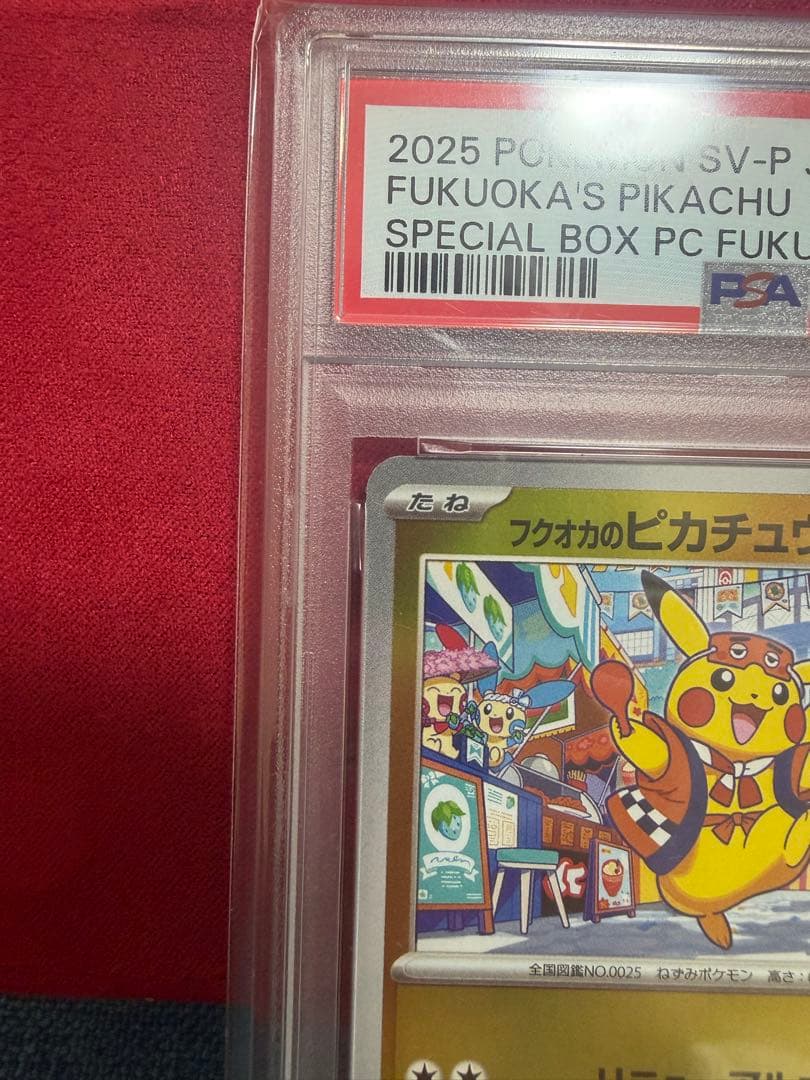 2025 POKEMON SV-P
FUKUOKA'S PIKACHU
SPECIAL BOX PC FUKU
PSA
たね
フクオカのピカチュウ
全国図鑑NO.0025 ねずみポケモン 高さ: